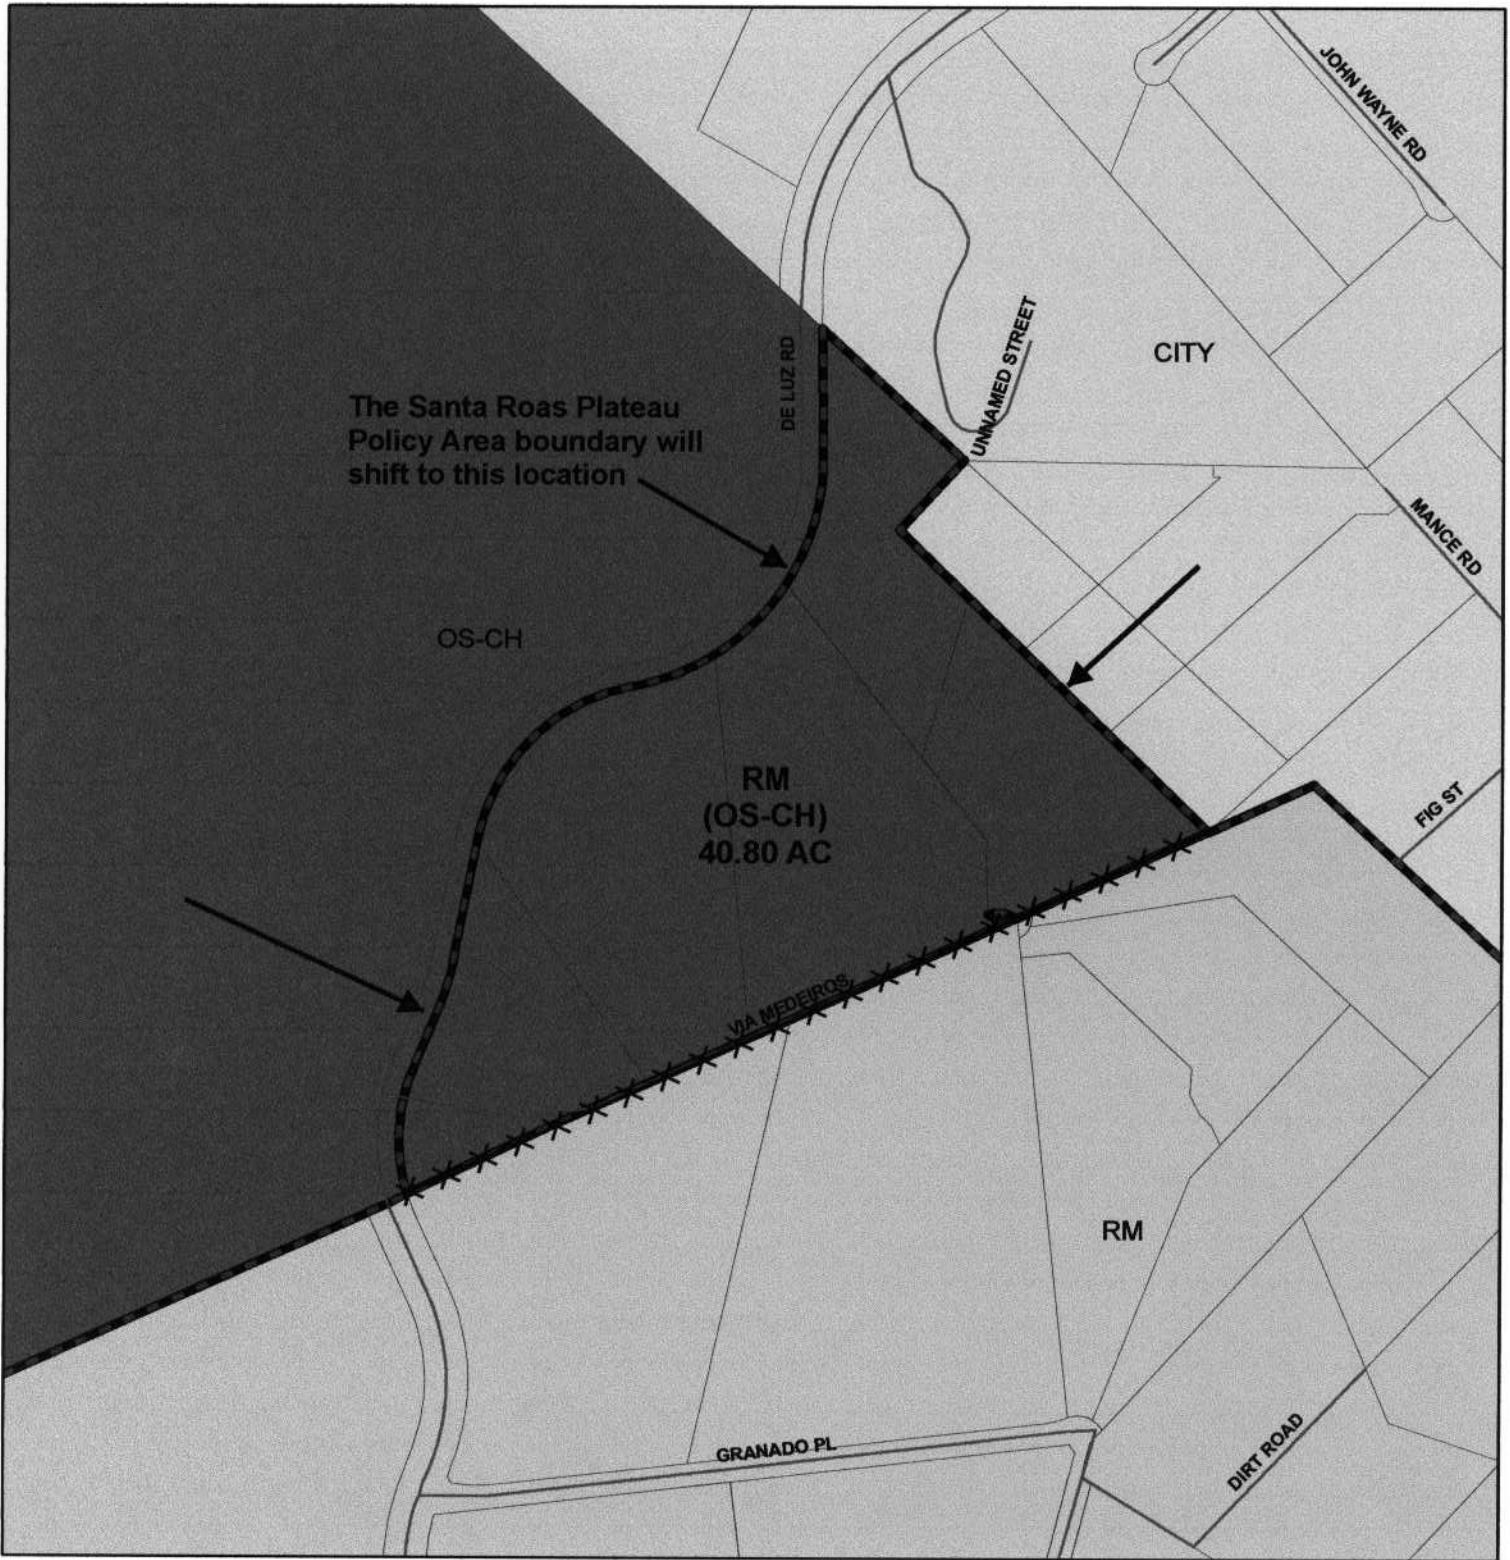 JOHN WAYNE RD
DE LUZ RD
UNNAMED STREET
CITY
The Santa Roas Plateau
Policy Area boundary will
shift to this location
MANCE RD
OS-CH
RM
(OS-CH)
40.80 AC
FIG ST
VIA MEDEIROS
RM
GRANADO PL
DIRT ROAD